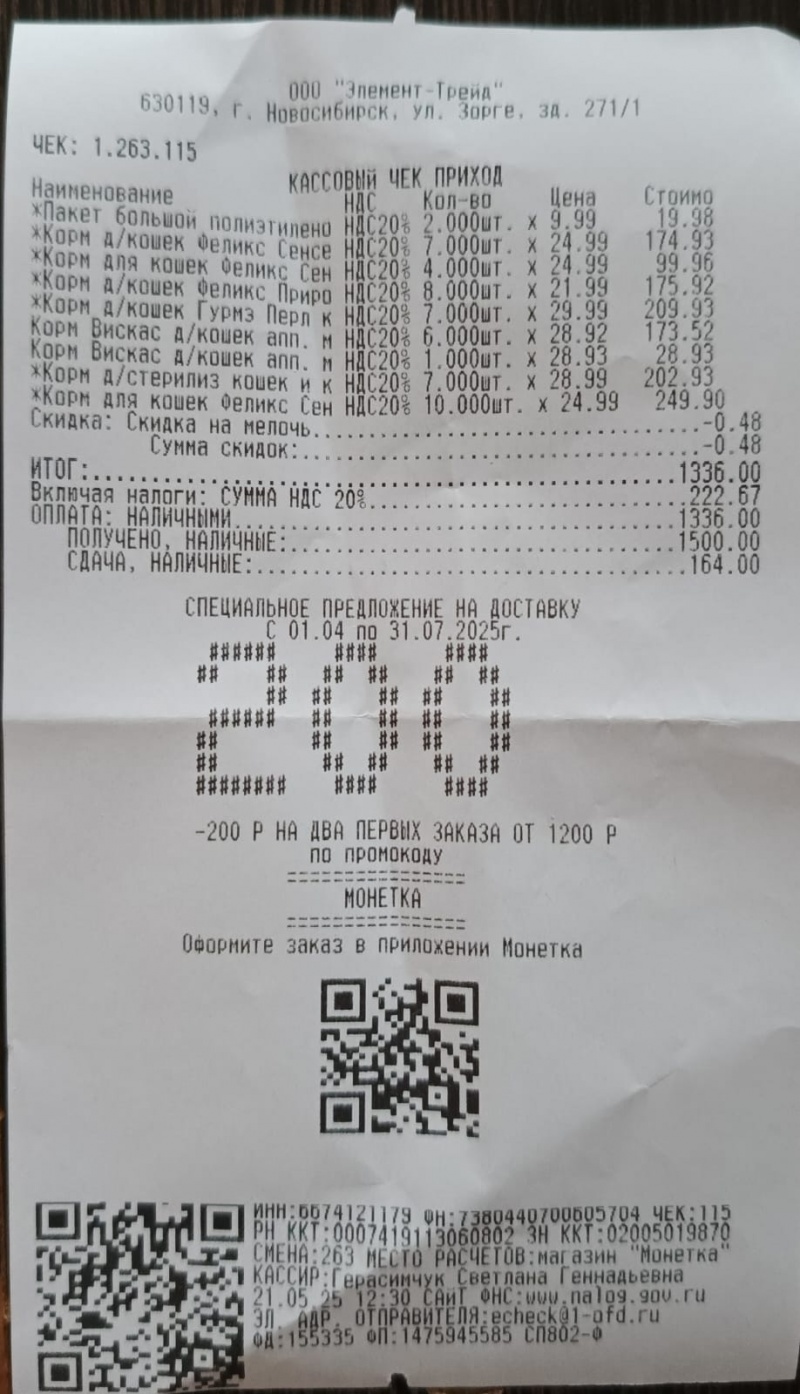 ООО "Элемент-Трейд"
630119, г. Новосибирск, ул. Зорге, зд. 271/1
ЧЕК: 1.263.115
КАССОВЫЙ ЧЕК ПРИХОД
Наименование НДС Кол-во Цена Стоимо
*Пакет большой полиэтилено НДС20% 2.000шт. x 9.99 19.98
*Корм д/кошек Феликс Сенсе НДС20% 7.000шт. x 24.99 174.93
*Корм для кошек Феликс Сен НДС20% 4.000шт. x 24.99 99.96
*Корм д/кошек Феликс Приро НДС20% 8.000шт. x 21.99 175.92
*Корм д/кошек Гурмэ Перл к НДС20% 7.000шт. x 29.99 209.93
Корм Вискас д/кошек апп. м НДС20% 6.000шт. x 28.92 173.52
Корм Вискас д/кошек апп. м НДС20% 1.000шт. x 28.93 28.93
*Корм д/стерилиз кошек и к НДС20% 7.000шт. x 28.99 202.93
*Корм для кошек Феликс Сен НДС20% 10.000шт. x 24.99 249.90
Скидка: Скидка на мелочь..............................-0.48
Сумма скидок:..............................-0.48
ИТОГ:..............................1336.00
Включая налоги: СУММА НДС 20%..............................222.67
ОПЛАТА: НАЛИЧНЫМИ..............................1336.00
ПОЛУЧЕНО, НАЛИЧНЫЕ:..............................1500.00
СДАЧА, НАЛИЧНЫЕ:..............................164.00
СПЕЦИАЛЬНОЕ ПРЕДЛОЖЕНИЕ НА ДОСТАВКУ
С 01.04 по 31.07.2025г.
200
-200 Р НА ДВА ПЕРВЫХ ЗАКАЗА ОТ 1200 Р
ПО ПРОМОКОДУ
================
МОНЕТКА
================
Оформите заказ в приложении Монетка
ИНН:6674121179 ФН:7380440700605704 ЧЕК:115
РН ККТ:0007419113060802 ЗН ККТ:02005019870
СМЕНА:263 МЕСТО РАСЧЕТОВ:магазин "Монетка"
КАССИР:Герасимчук Светлана Геннадьевна
21.05.25 12:30 САЙТ ФНС:www.nalog.gov.ru
ЭЛ. АДР. ОТПРАВИТЕЛЯ:echeck@1-ofd.ru
ФД:155335 ФП:1475945585 СП802-Ф